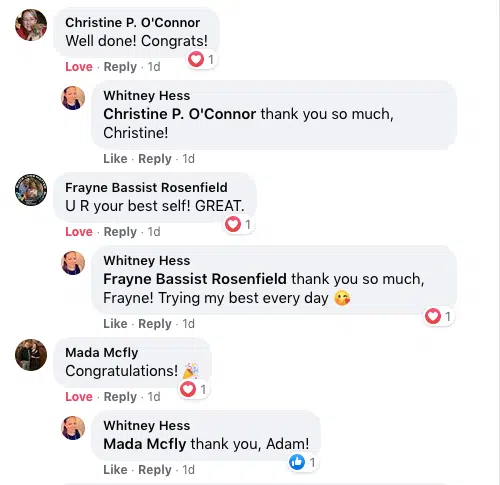 Christine P. O'Connor
Well done! Congrats!
1
Love · Reply · 1d
Whitney Hess
Christine P. O'Connor thank you so much,
Christine!
Like · Reply · 1d
Frayne Bassist Rosenfield
U R your best self! GREAT.
1
Love · Reply · 1d
Whitney Hess
Frayne Bassist Rosenfield thank you so much,
Frayne! Trying my best every day 😘
1
Like · Reply · 1d
Mada Mcfly
Congratulations! 🎉
1
Love · Reply · 1d
Whitney Hess
Mada Mcfly thank you, Adam!
1
Like · Reply · 1d